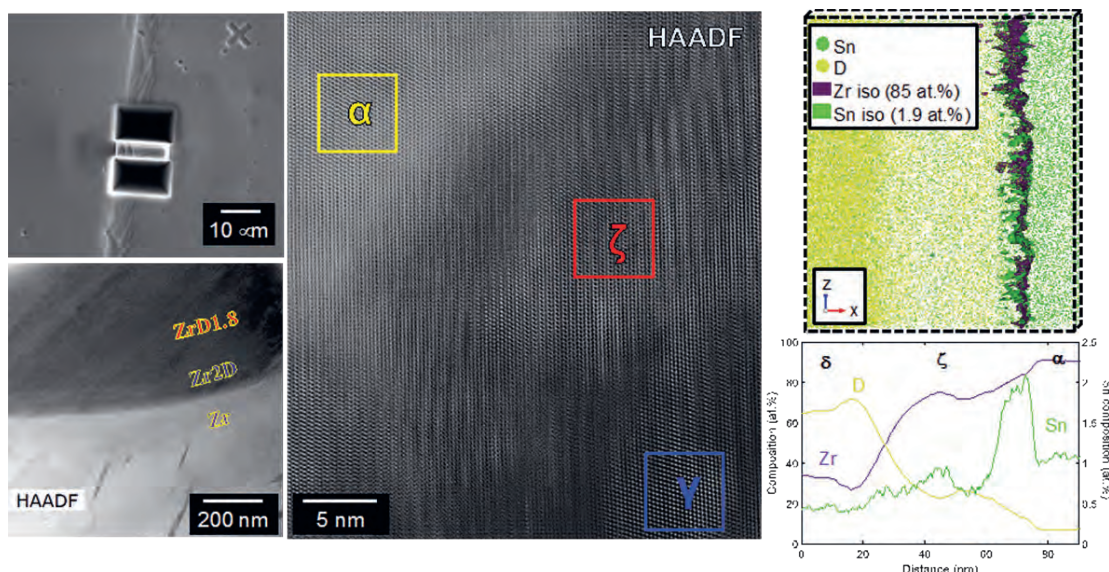 10 ∝m
ZrD1.8
Zr2D
Zr
HAADF
200 nm
HAADF
α
ζ
γ
5 nm
Sn
D
Zr iso (85 at.%)
Sn iso (1.9 at.%)
Z
X
δ
ζ
α
D
Zr
Sn
Composition (at.%)
100
80
60
40
20
0
2.5
2
1.5
1
0.5
0
Sn composition (at.%)
0
20
40
60
80
Distance (nm)